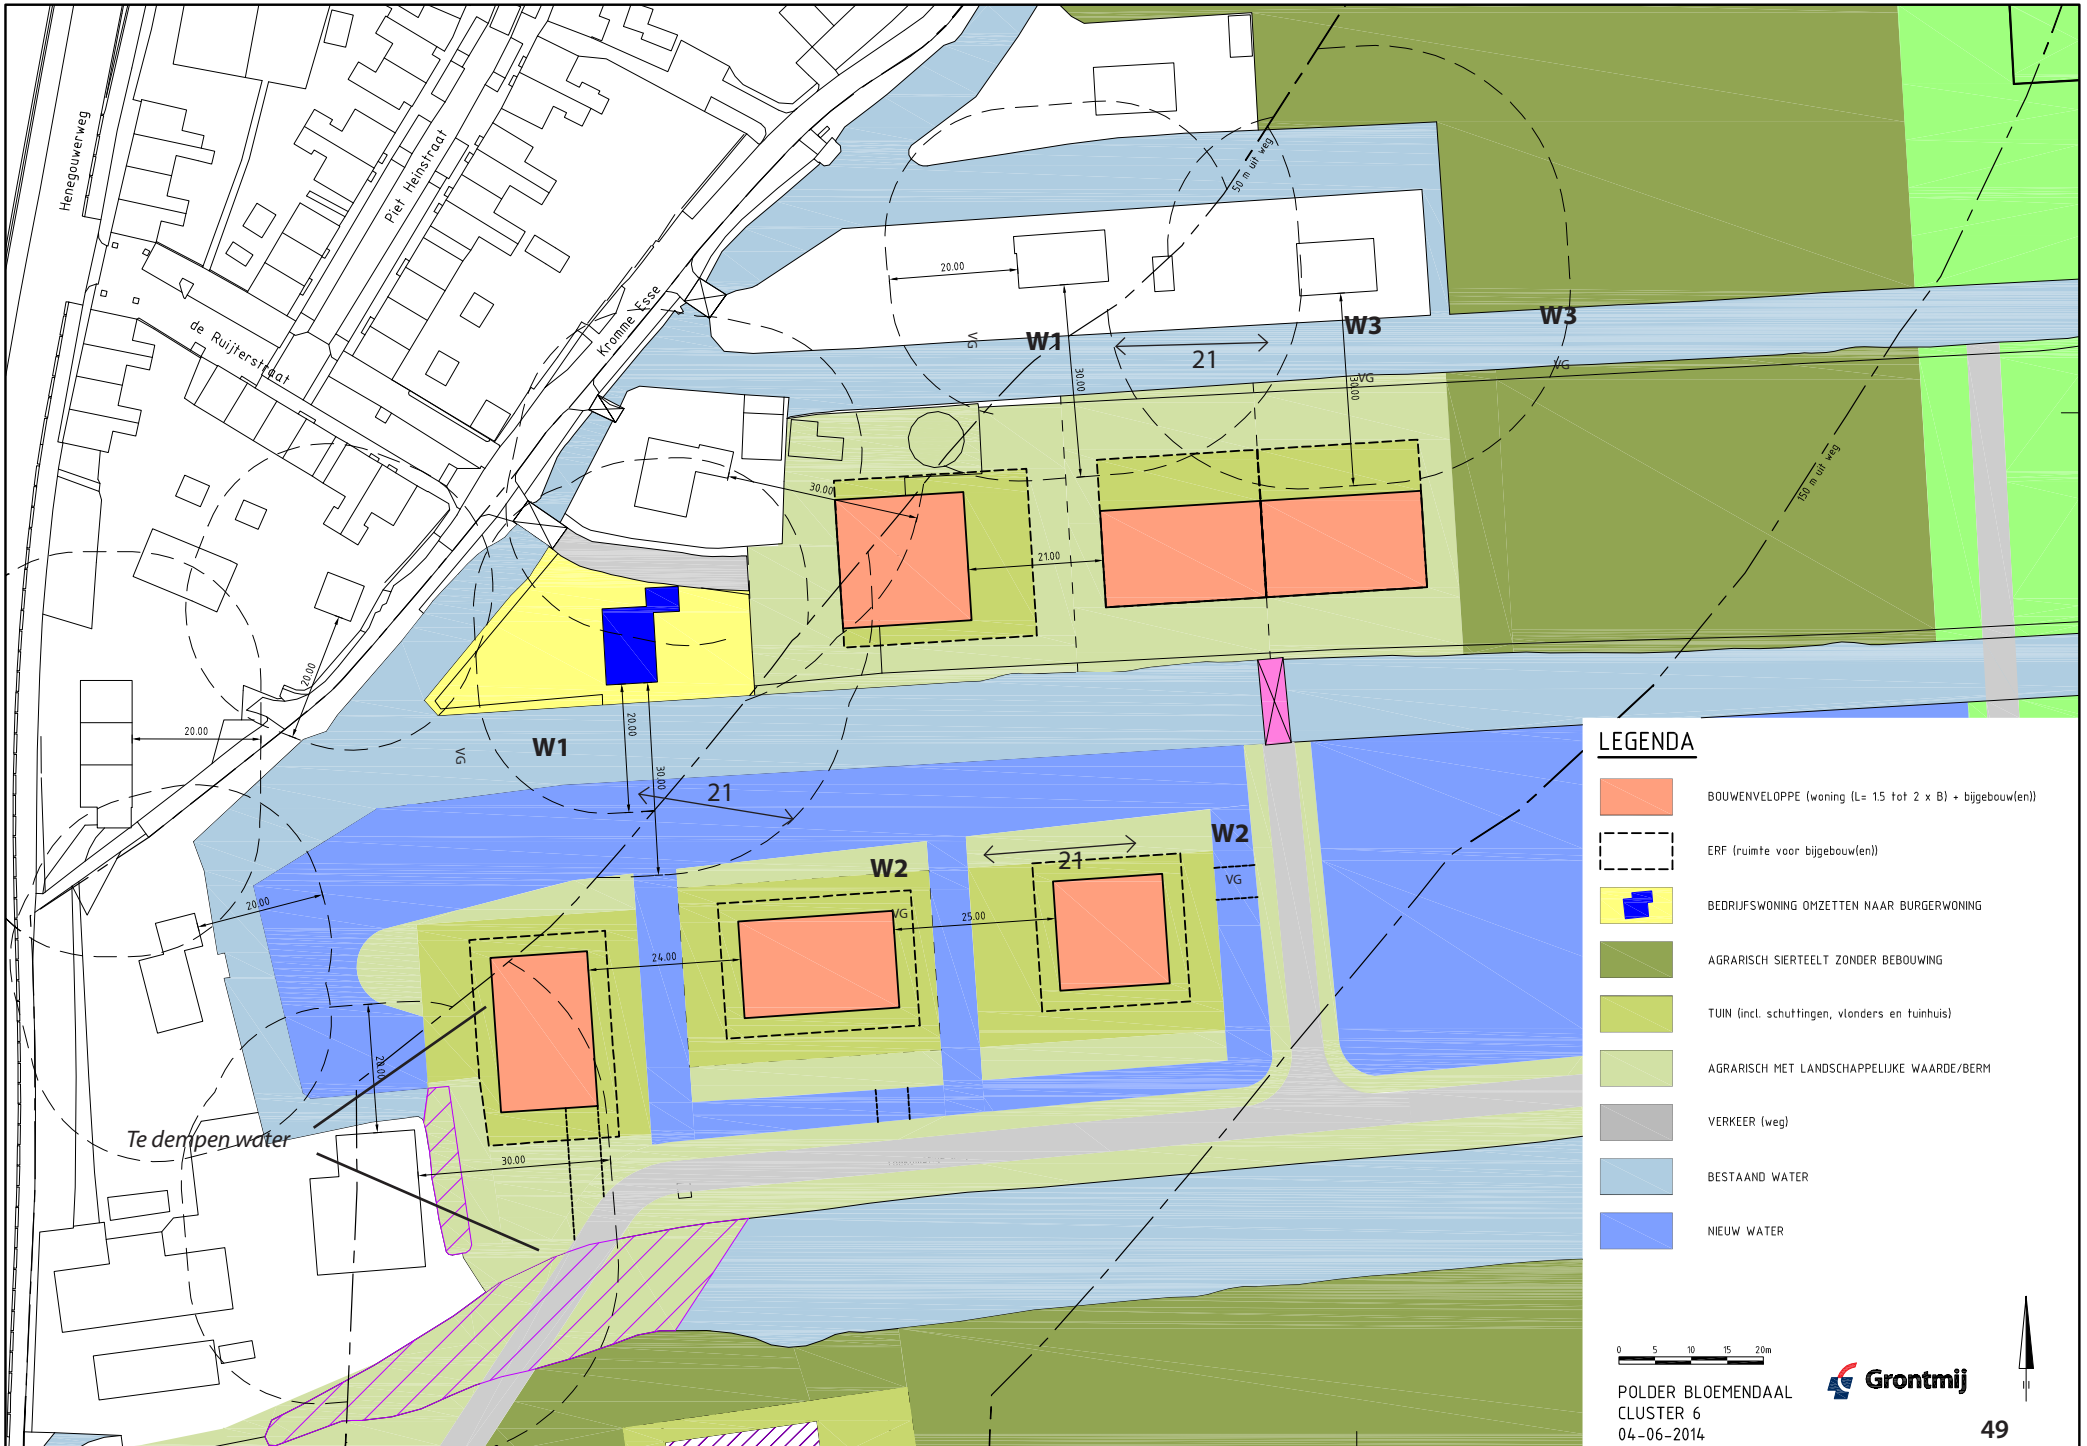 Henegouwerweg
Piet Heinstraat
de Ruijterstraat
Kromme Esse
50 m uit weg
150 m uit weg
20.00
VG
W1
21
W3
W3
30.00
30.00
VG
VG
30.00
21.00
20.00
20.00
VG
W1
20.00
30.00
21
W2
W2
21
VG
VG
20.00
24.00
25.00
20.00
Te dempen water
30.00
LEGENDA
BOUWENVELOPPE (woning (L= 1.5 tot 2 x B) + bijgebouw(en))
ERF (ruimte voor bijgebouw(en))
BEDRIJFSWONING OMZETTEN NAAR BURGERWONING
AGRARISCH SIERTEELT ZONDER BEBOUWING
TUIN (incl. schuttingen, vlonders en tuinhuis)
AGRARISCH MET LANDSCHAPPELIJKE WAARDE/BERM
VERKEER (weg)
BESTAAND WATER
NIEUW WATER
0 5 10 15 20m
POLDER BLOEMENDAAL
CLUSTER 6
04-06-2014
Grontmij
49